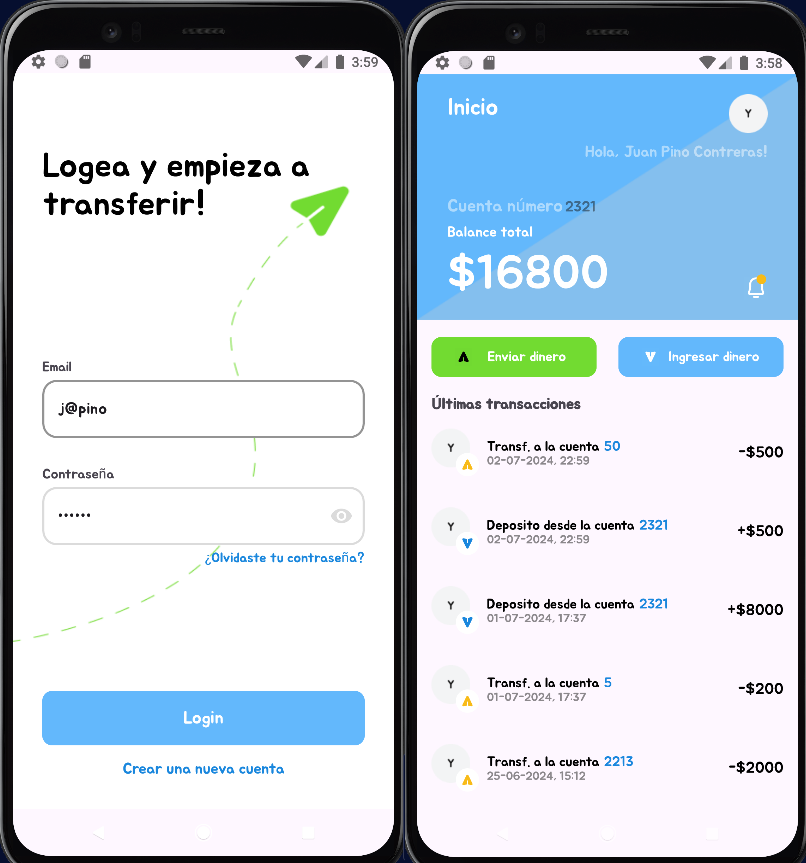 3:59
Logea y empieza a
transferir!
Email
j@pino
Contraseña
••••••
¿Olvidaste tu contraseña?
Login
Crear una nueva cuenta
3:58
Inicio
Y
Hola, Juan Pino Contreras!
Cuenta número 2321
Balance total
$16800
Enviar dinero
Ingresar dinero
Últimas transacciones
Y
Transf. a la cuenta 50
-$500
02-07-2024, 22:59
Y
Deposito desde la cuenta 2321
+$500
02-07-2024, 22:59
Y
Deposito desde la cuenta 2321
+$8000
01-07-2024, 17:37
Y
Transf. a la cuenta 5
-$200
01-07-2024, 17:37
Y
Transf. a la cuenta 2213
-$2000
25-06-2024, 15:12